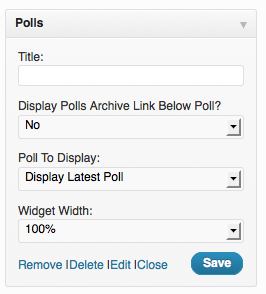 Polls
Title:
Display Polls Archive Link Below Poll?
No
Poll To Display:
Display Latest Poll
Widget Width:
100%
Remove |Delete |Edit |Close Save